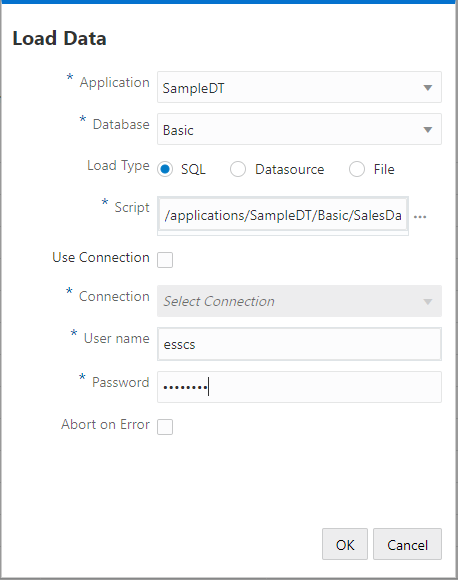 Load Data
* Application SampleDT
* Database Basic
Load Type SQL Datasource File
* Script /applications/SampleDT/Basic/SalesDa ...
Use Connection
* Connection Select Connection
* User name esscs
* Password ••••••••
Abort on Error
OK Cancel